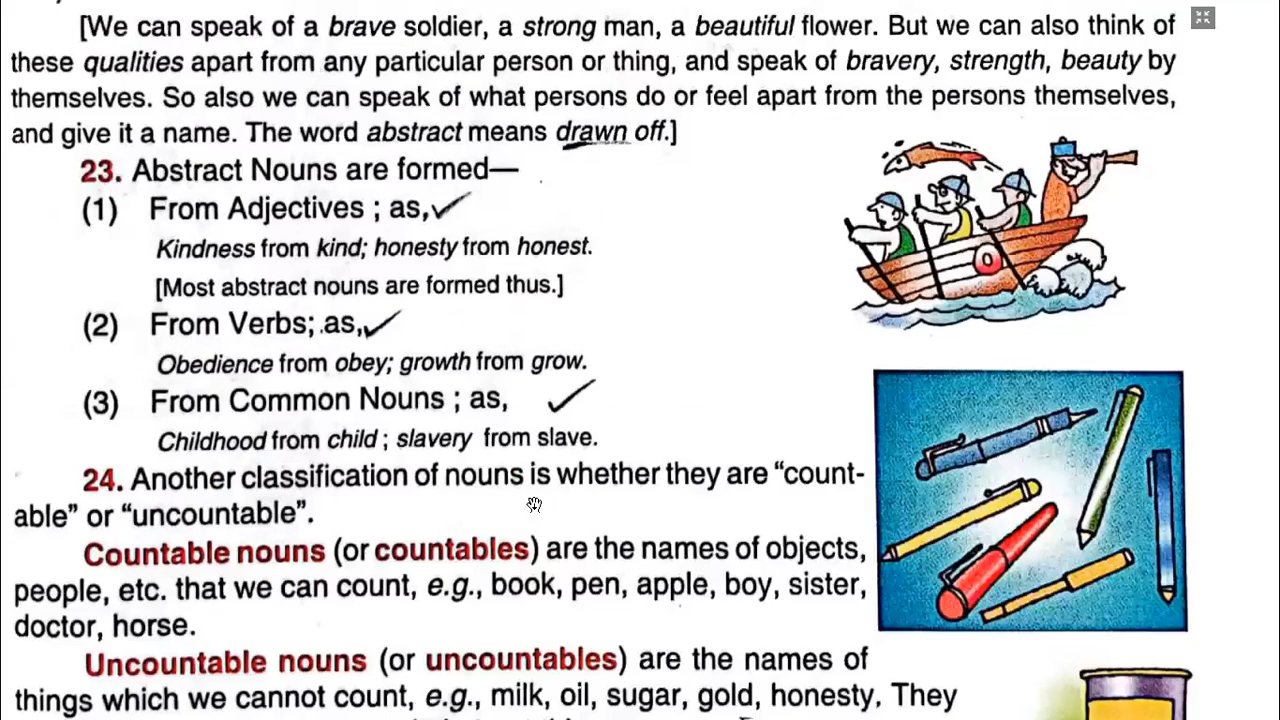 [We can speak of a brave soldier, a strong man, a beautiful flower. But we can also think of
these qualities apart from any particular person or thing, and speak of bravery, strength, beauty by
themselves. So also we can speak of what persons do or feel apart from the persons themselves,
and give it a name. The word abstract means drawn off.]
23. Abstract Nouns are formed—
(1) From Adjectives ; as,
Kindness from kind; honesty from honest.
[Most abstract nouns are formed thus.]
(2) From Verbs; as,
Obedience from obey; growth from grow.
(3) From Common Nouns ; as,
Childhood from child ; slavery from slave.
24. Another classification of nouns is whether they are “count-
able” or “uncountable”.
Countable nouns (or countables) are the names of objects,
people, etc. that we can count, e.g., book, pen, apple, boy, sister,
doctor, horse.
Uncountable nouns (or uncountables) are the names of
things which we cannot count, e.g., milk, oil, sugar, gold, honesty. They